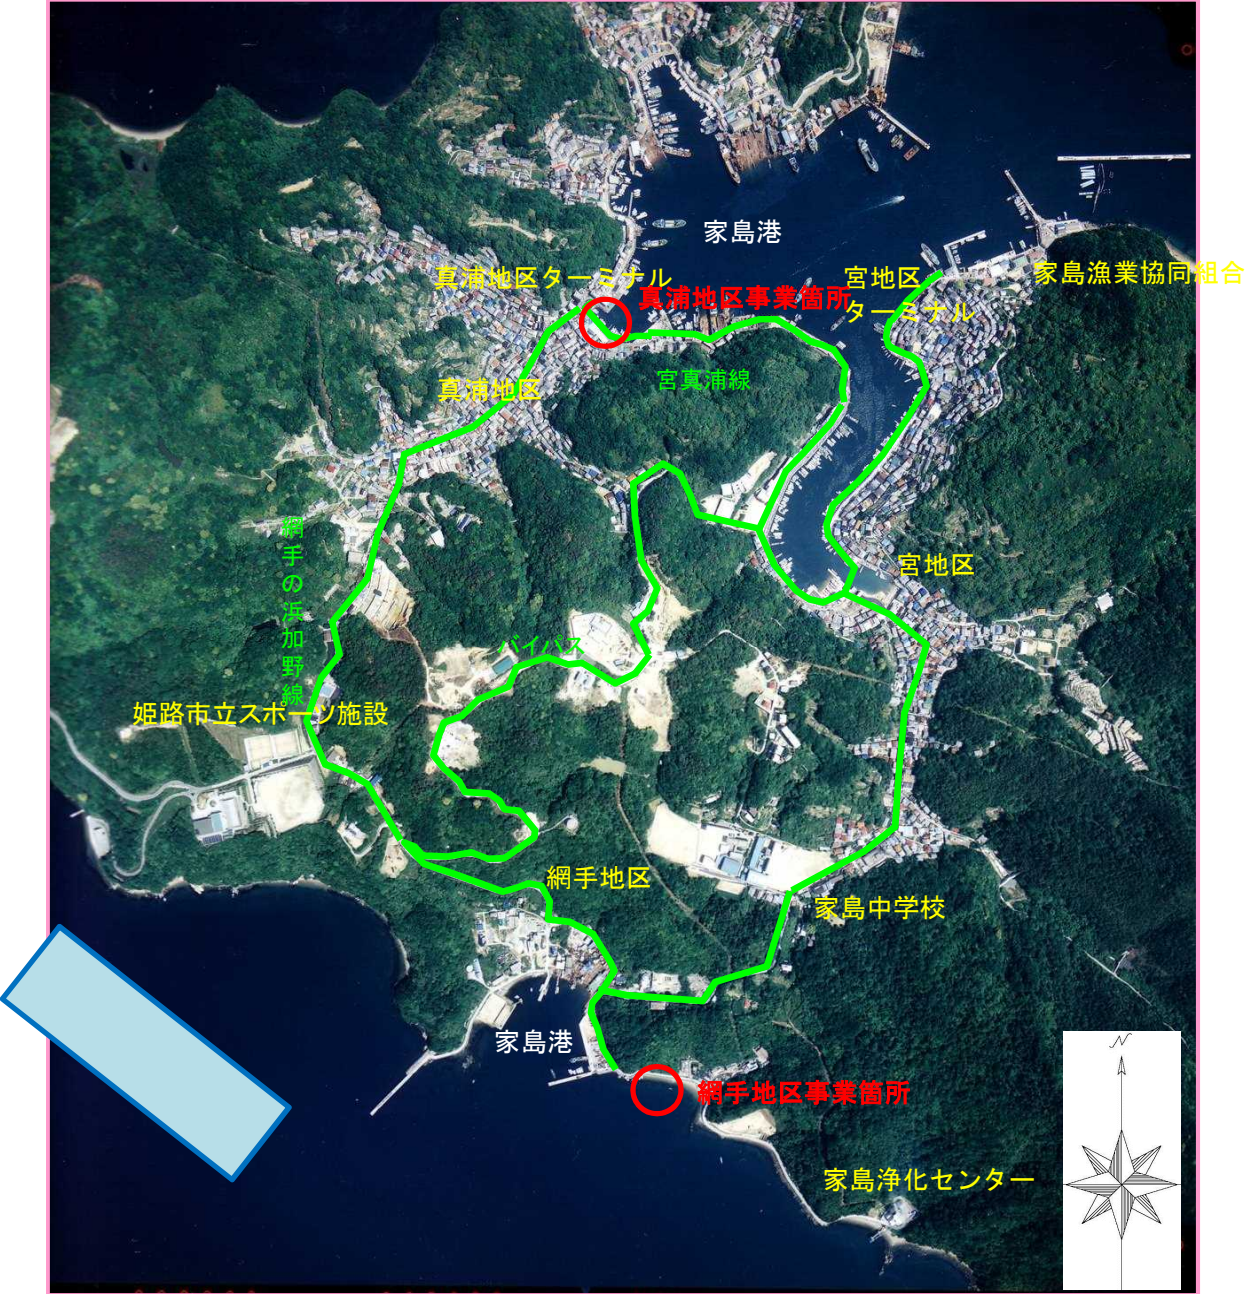 家島港
真浦地区ターミナル
宮地区
ターミナル
家島漁業協同組合
真浦地区事業箇所
宮真浦線
真浦地区
網手の浜加野線
宮地区
バイパス
姫路市立スポーツ施設
網手地区
家島中学校
家島港
網手地区事業箇所
家島浄化センター
N